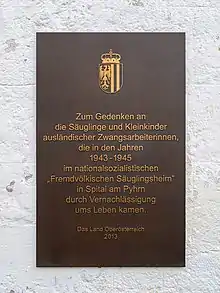 Zum Gedenken an
die Säuglinge und Kleinkinder
ausländischer Zwangsarbeiterinnen,
die in den Jahren
1943-1945
im nationalsozialistischen
„Fremdvölkischen Säuglingsheim"
in Spital am Pyhrn
durch Vernachlässigung
ums Leben kamen.
Das Land Oberösterreich
2013